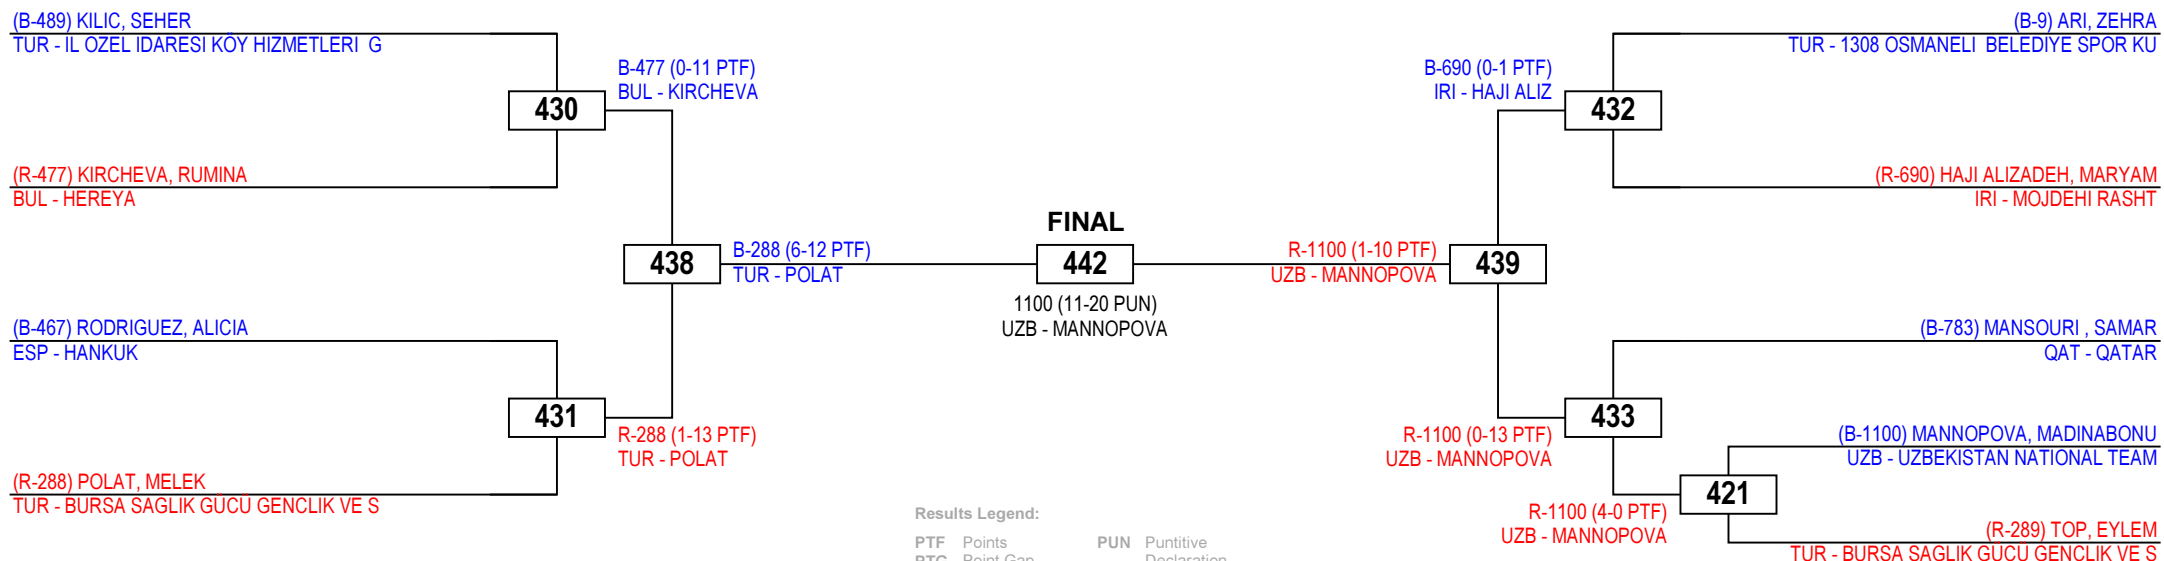 (B-489) KILIC, SEHER
TUR - IL OZEL IDARESI KÖY HIZMETLERI  G
430
B-477 (0-11 PTF)
BUL - KIRCHEVA
(R-477) KIRCHEVA, RUMINA
BUL - HEREYA
438
B-288 (6-12 PTF)
TUR - POLAT
(B-467) RODRIGUEZ, ALICIA
ESP - HANKUK
431
R-288 (1-13 PTF)
TUR - POLAT
(R-288) POLAT, MELEK
TUR - BURSA SAGLIK GÜCÜ GENCLIK VE S
FINAL
442
1100 (11-20 PUN)
UZB - MANNOPOVA
(B-9) ARI, ZEHRA
TUR - 1308 OSMANELI  BELEDIYE SPOR KU
B-690 (0-1 PTF)
IRI - HAJI ALIZ
432
(R-690) HAJI ALIZADEH, MARYAM
IRI - MOJDEHI RASHT
R-1100 (1-10 PTF)
UZB - MANNOPOVA
439
(B-783) MANSOURI , SAMAR
QAT - QATAR
433
R-1100 (0-13 PTF)
UZB - MANNOPOVA
(B-1100) MANNOPOVA, MADINABONU
UZB - UZBEKISTAN NATIONAL TEAM
421
R-1100 (4-0 PTF)
UZB - MANNOPOVA
(R-289) TOP, EYLEM
TUR - BURSA SAGLIK GÜCÜ GENCLIK VE S
Results Legend:
PTF Points PUN Puntitive
PTG Point Gap Declaration